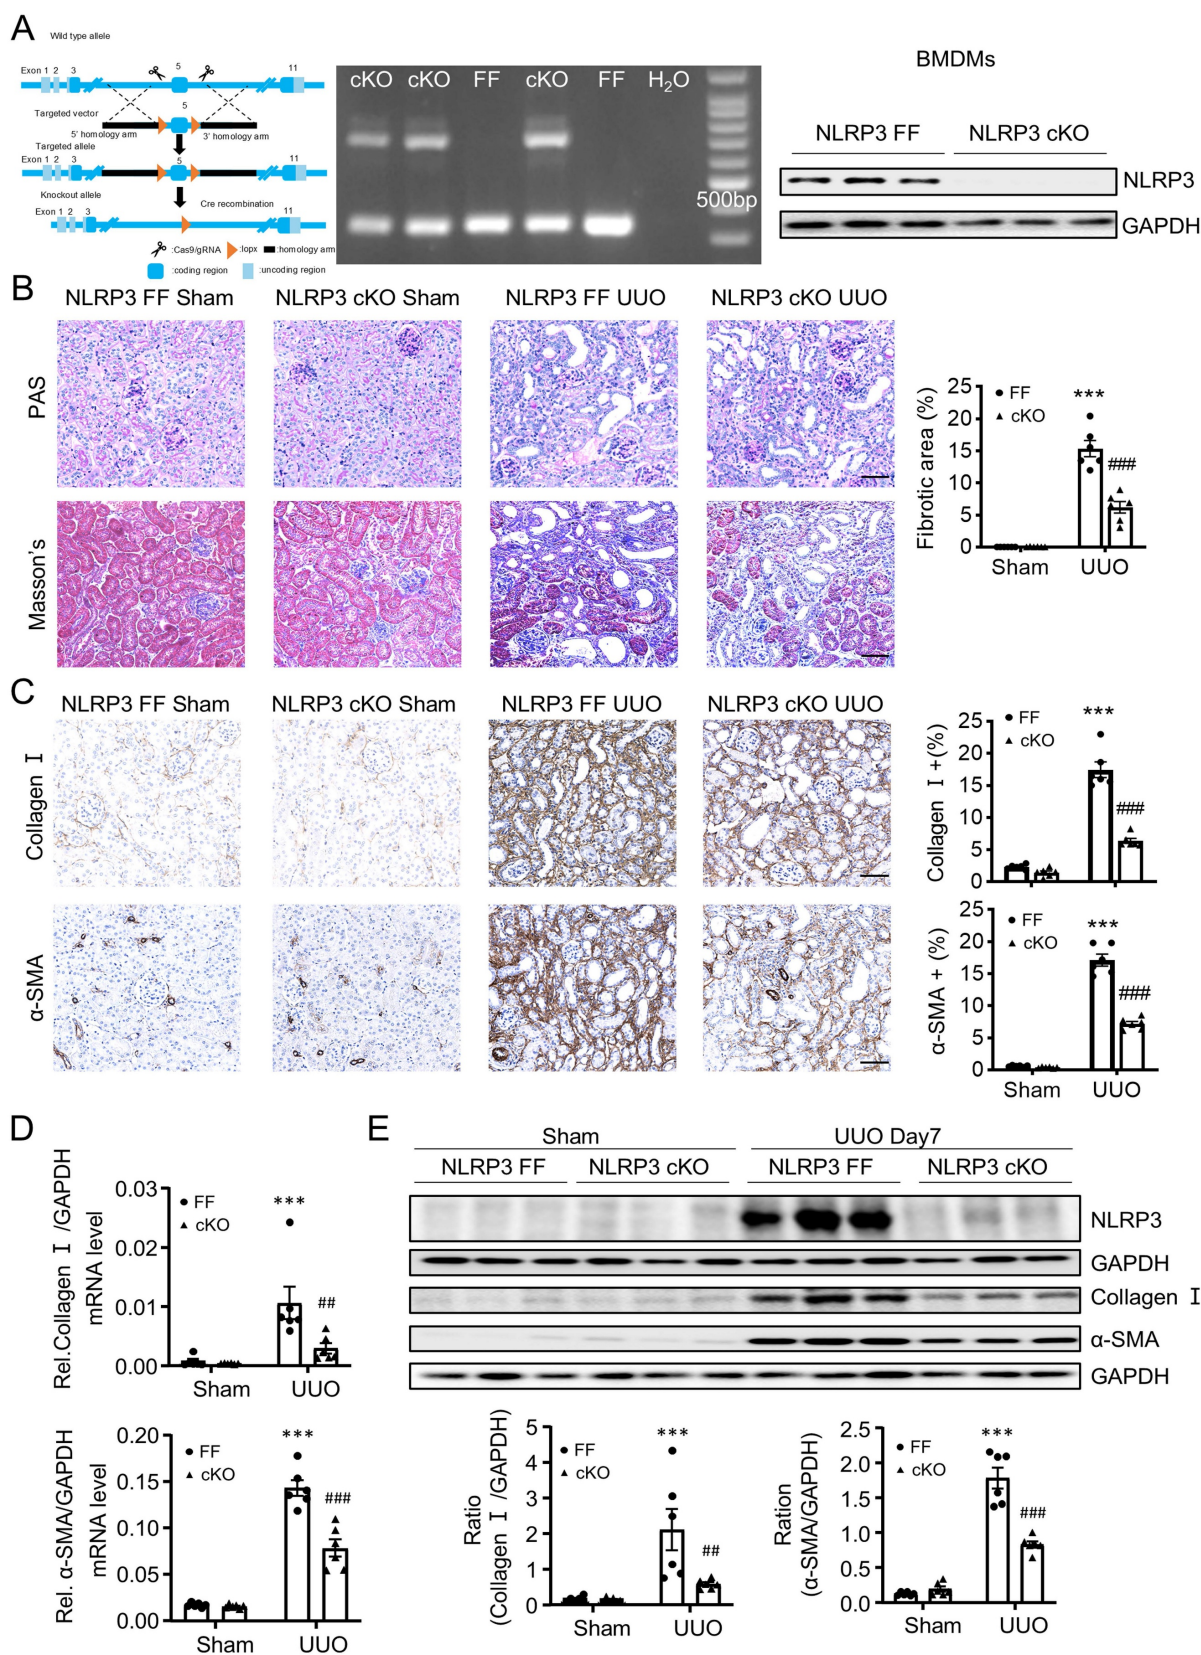 A
Wild type allele
Exon 1 2 3 5 11
Targeted vector
5
5' homology arm 3' homology arm
Targeted allele
Exon 1 2 3 5 11
Knockout allele
Cre recombination
Exon 1 2 3 11
:Cas9/gRNA :lopx :homology arm
:coding region :uncoding region
cKO cKO FF cKO FF H₂O
500bp
BMDMs
NLRP3 FF NLRP3 cKO
NLRP3
GAPDH
B
NLRP3 FF Sham NLRP3 cKO Sham NLRP3 FF UUO NLRP3 cKO UUO
PAS
Masson's
Fibrotic area (%)
25
20
15
10
5
0
FF
cKO
***
###
Sham UUO
C
NLRP3 FF Sham NLRP3 cKO Sham NLRP3 FF UUO NLRP3 cKO UUO
Collagen I
α-SMA
Collagen I +(%)
25
20
15
10
5
0
FF
cKO
***
###
Sham UUO
α-SMA + (%)
25
20
15
10
5
0
FF
cKO
***
###
Sham UUO
D
Rel.Collagen I /GAPDH
mRNA level
0.03
0.02
0.01
0.00
FF
cKO
***
##
Sham UUO
Rel. α-SMA/GAPDH
mRNA level
0.20
0.15
0.10
0.05
0.00
FF
cKO
***
###
Sham UUO
E
Sham UUO Day7
NLRP3 FF NLRP3 cKO NLRP3 FF NLRP3 cKO
NLRP3
GAPDH
Collagen I
α-SMA
GAPDH
Ratio
(Collagen I /GAPDH)
5
4
3
2
1
0
FF
cKO
***
##
Sham UUO
Ration
(α-SMA/GAPDH)
2.5
2.0
1.5
1.0
0.5
0.0
FF
cKO
***
###
Sham UUO